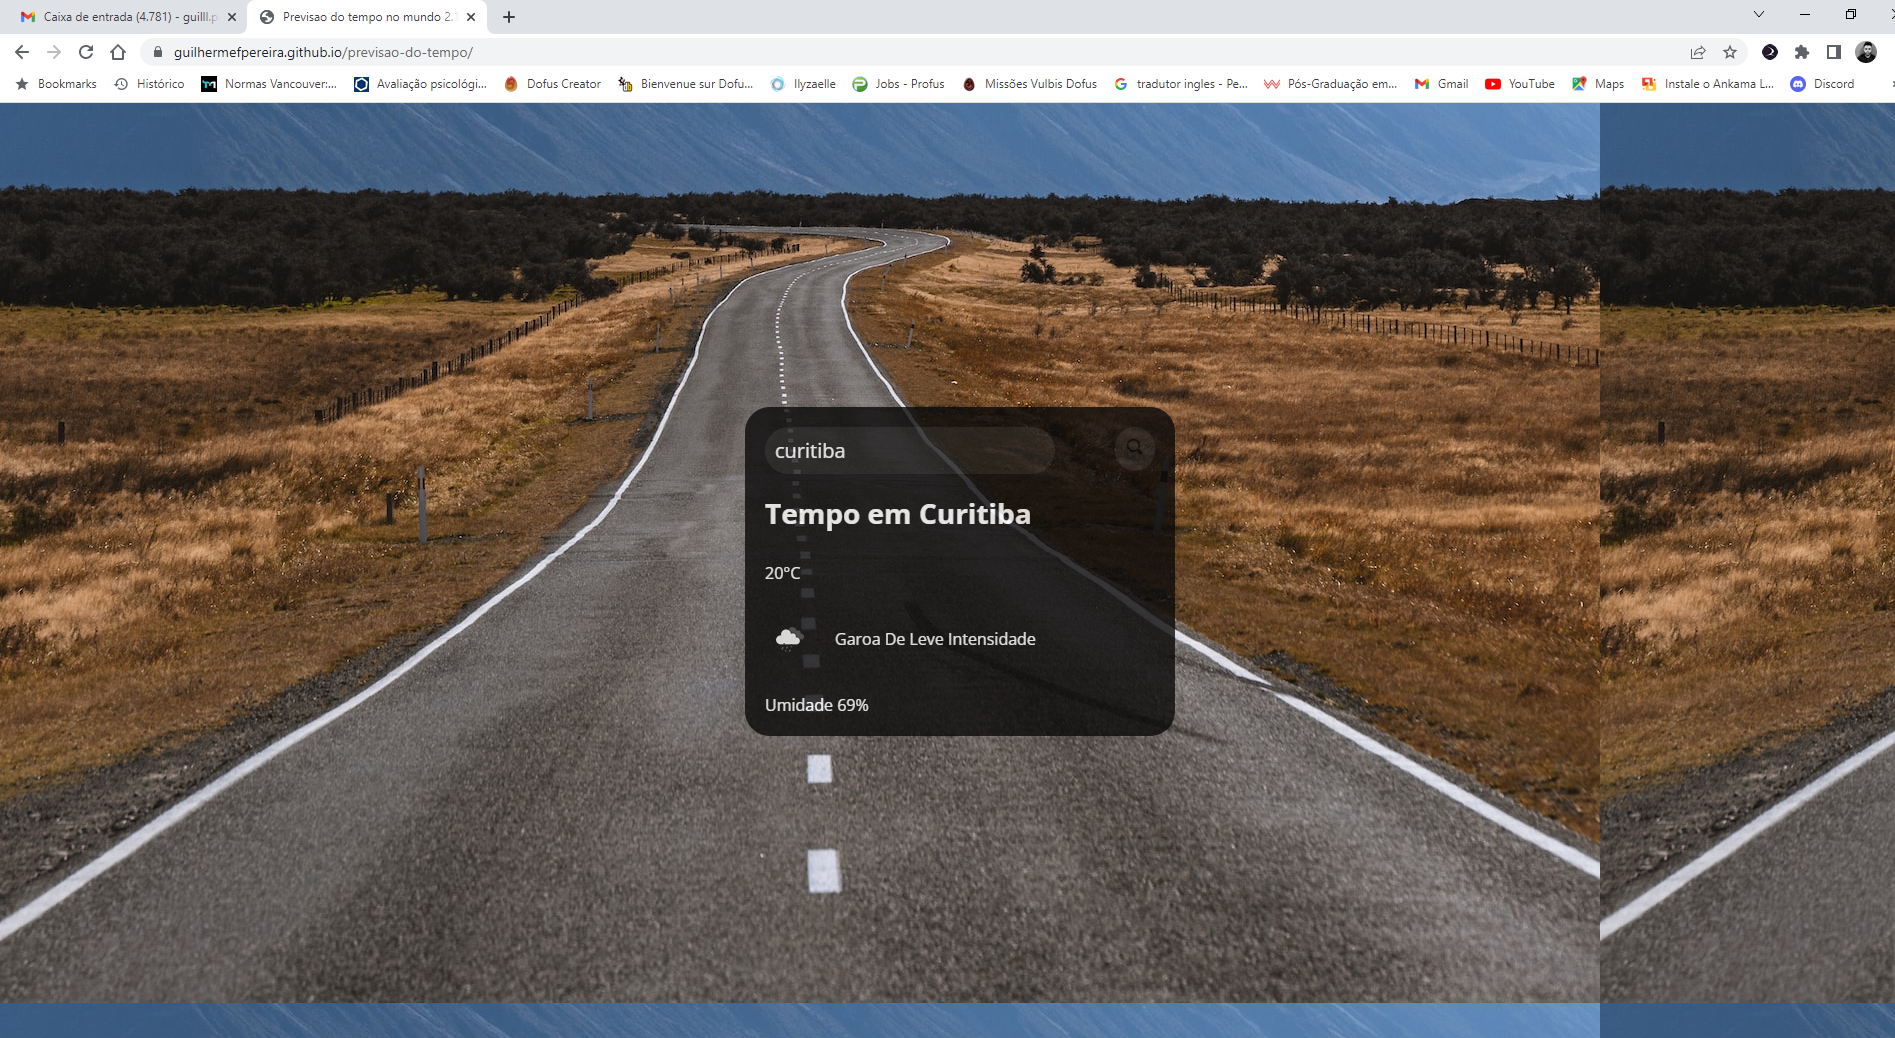 Caixa de entrada (4.781) - guilll.p
Previsao do tempo no mundo 2.
guilhermefpereira.github.io/previsao-do-tempo/
Bookmarks
Histórico
Normas Vancouver:...
Avaliação psicológi...
Dofus Creator
Bienvenue sur Dofu...
Ilyzaelle
Jobs - Profus
Missões Vulbis Dofus
tradutor ingles - Pe...
Pós-Graduação em...
Gmail
YouTube
Maps
Instale o Ankama L...
Discord
curitiba
Tempo em Curitiba
20°C
Garoa De Leve Intensidade
Umidade 69%